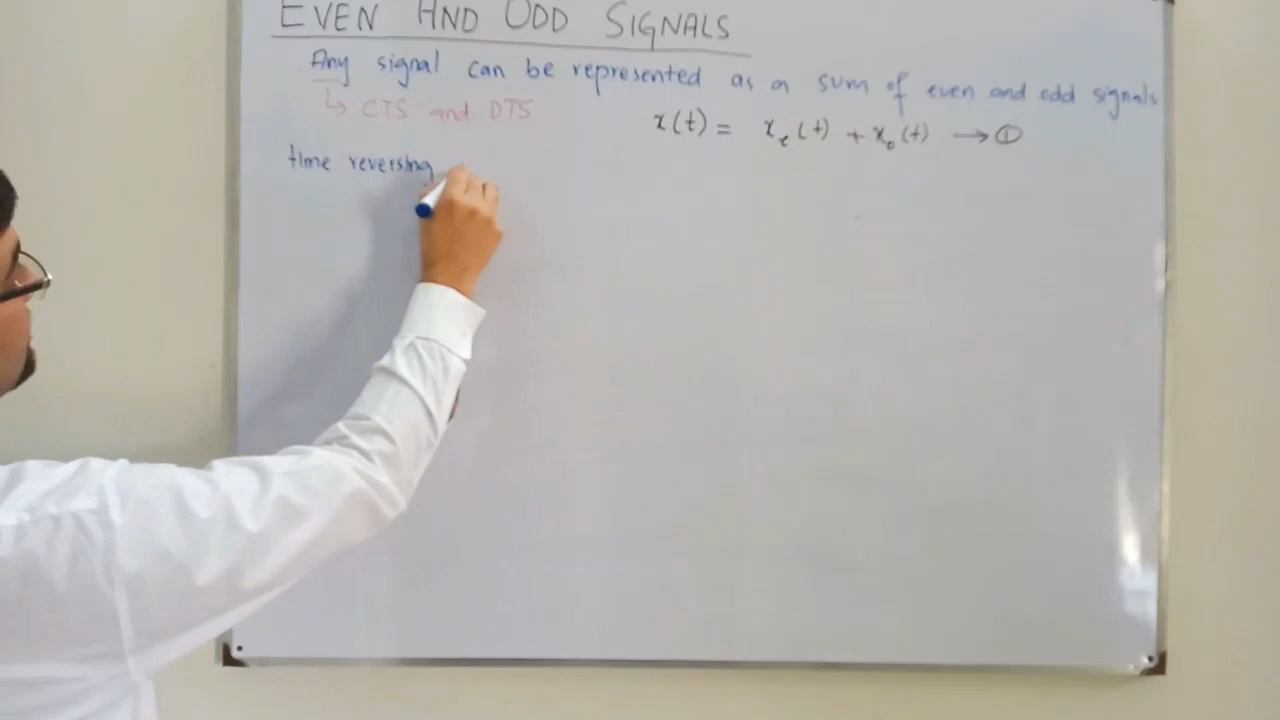 EVEN AND ODD SIGNALS
Any signal can be represented as a sum of even and odd signals
↳ CTS and DTS
x(t) = xₑ(t) + xₒ(t) → ①
time reversing